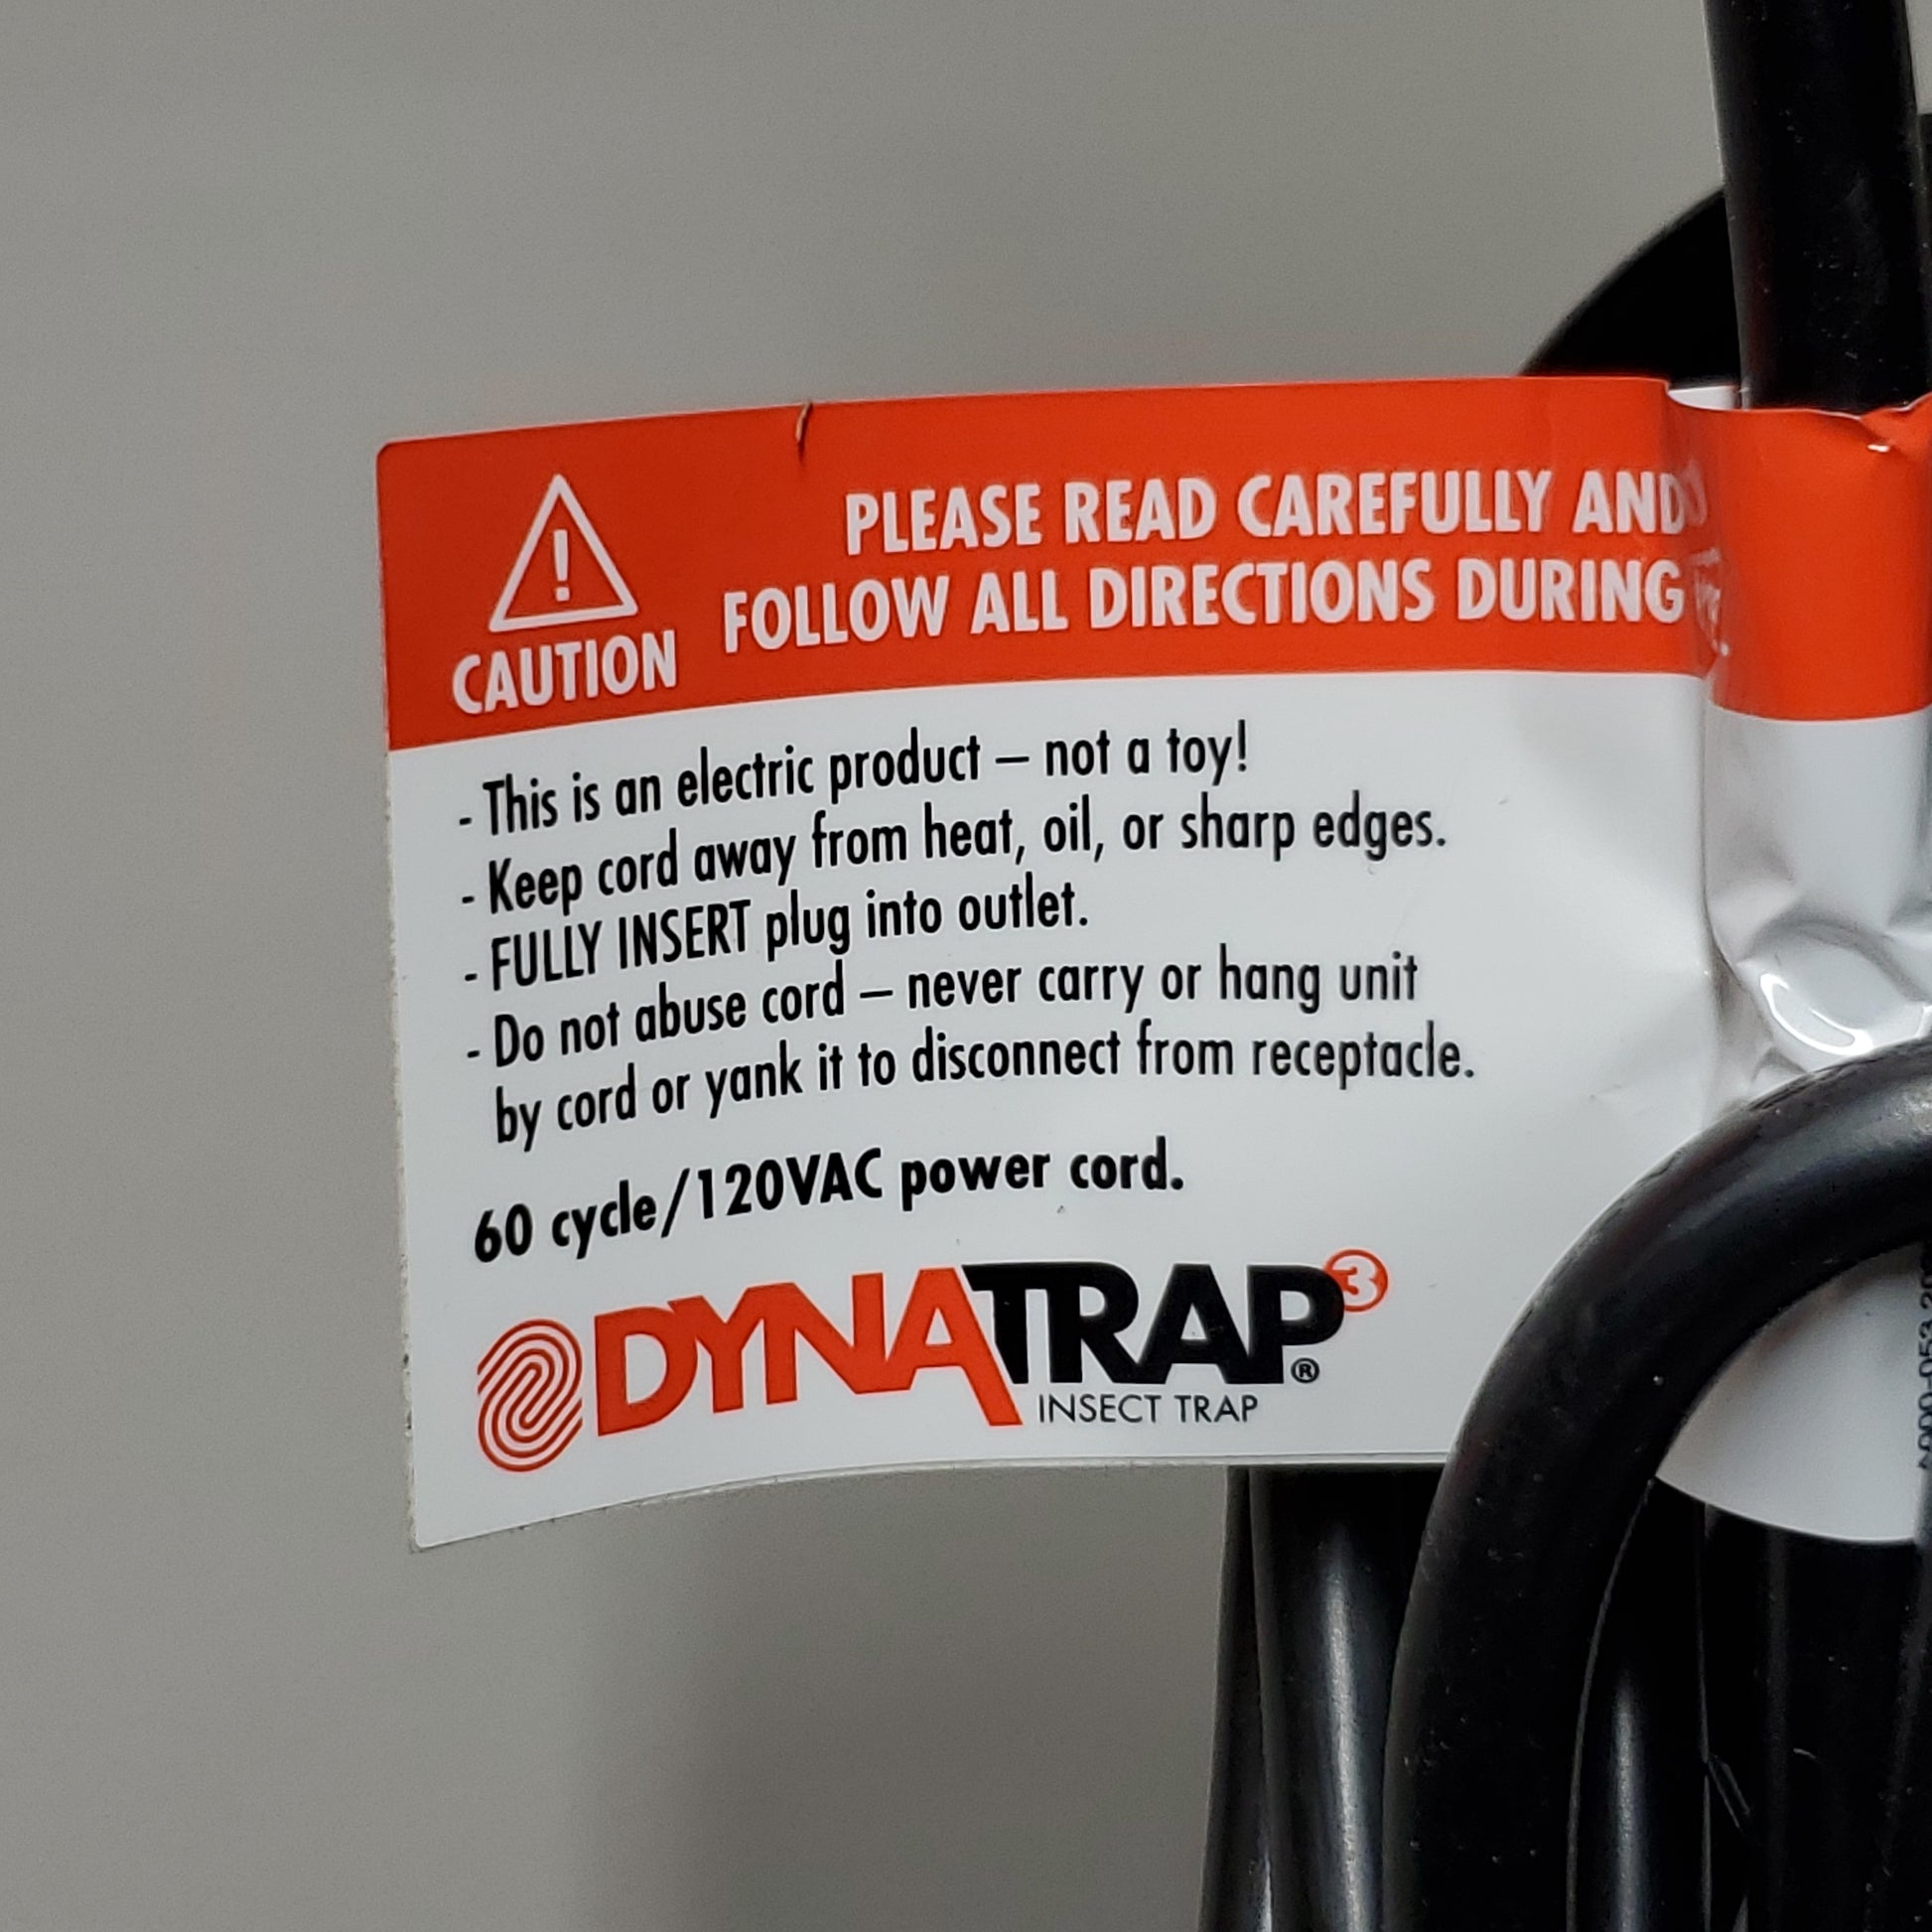 PLEASE READ CAREFULLY AND
FOLLOW ALL DIRECTIONS DURING
CAUTION
- This is an electric product – not a toy!
- Keep cord away from heat, oil, or sharp edges.
- FULLY INSERT plug into outlet.
- Do not abuse cord – never carry or hang unit
by cord or yank it to disconnect from receptacle.
60 cycle/120VAC power cord.
DYNATRAP®3
INSECT TRAP